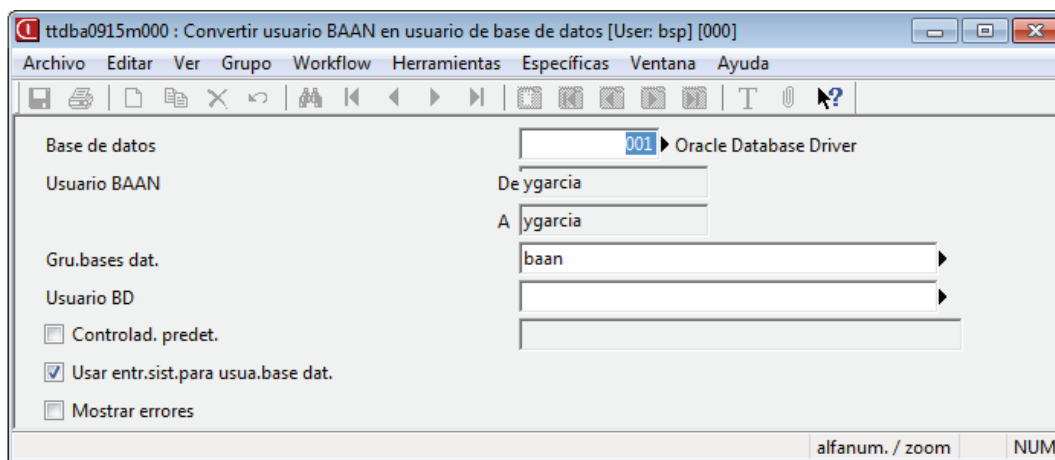 ttdba0915m000 : Convertir usuario BAAN en usuario de base de datos [User: bsp] [000]
Archivo Editar Ver Grupo Workflow Herramientas Específicas Ventana Ayuda
Base de datos 001 Oracle Database Driver
Usuario BAAN De ygarcia
A ygarcia
Gru.bases dat. baan
Usuario BD
Controlad. predet.
Usar entr.sist.para usua.base dat.
Mostrar errores
alfanum. / zoom NUM